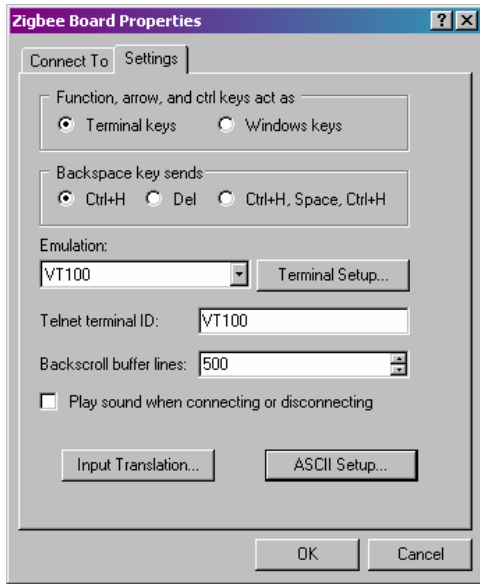 Zigbee Board Properties
Connect To Settings
Function, arrow, and ctrl keys act as
Terminal keys Windows keys
Backspace key sends
Ctrl+H Del Ctrl+H, Space, Ctrl+H
Emulation:
VT100 Terminal Setup...
Telnet terminal ID: VT100
Backscroll buffer lines: 500
Play sound when connecting or disconnecting
Input Translation... ASCII Setup...
OK Cancel